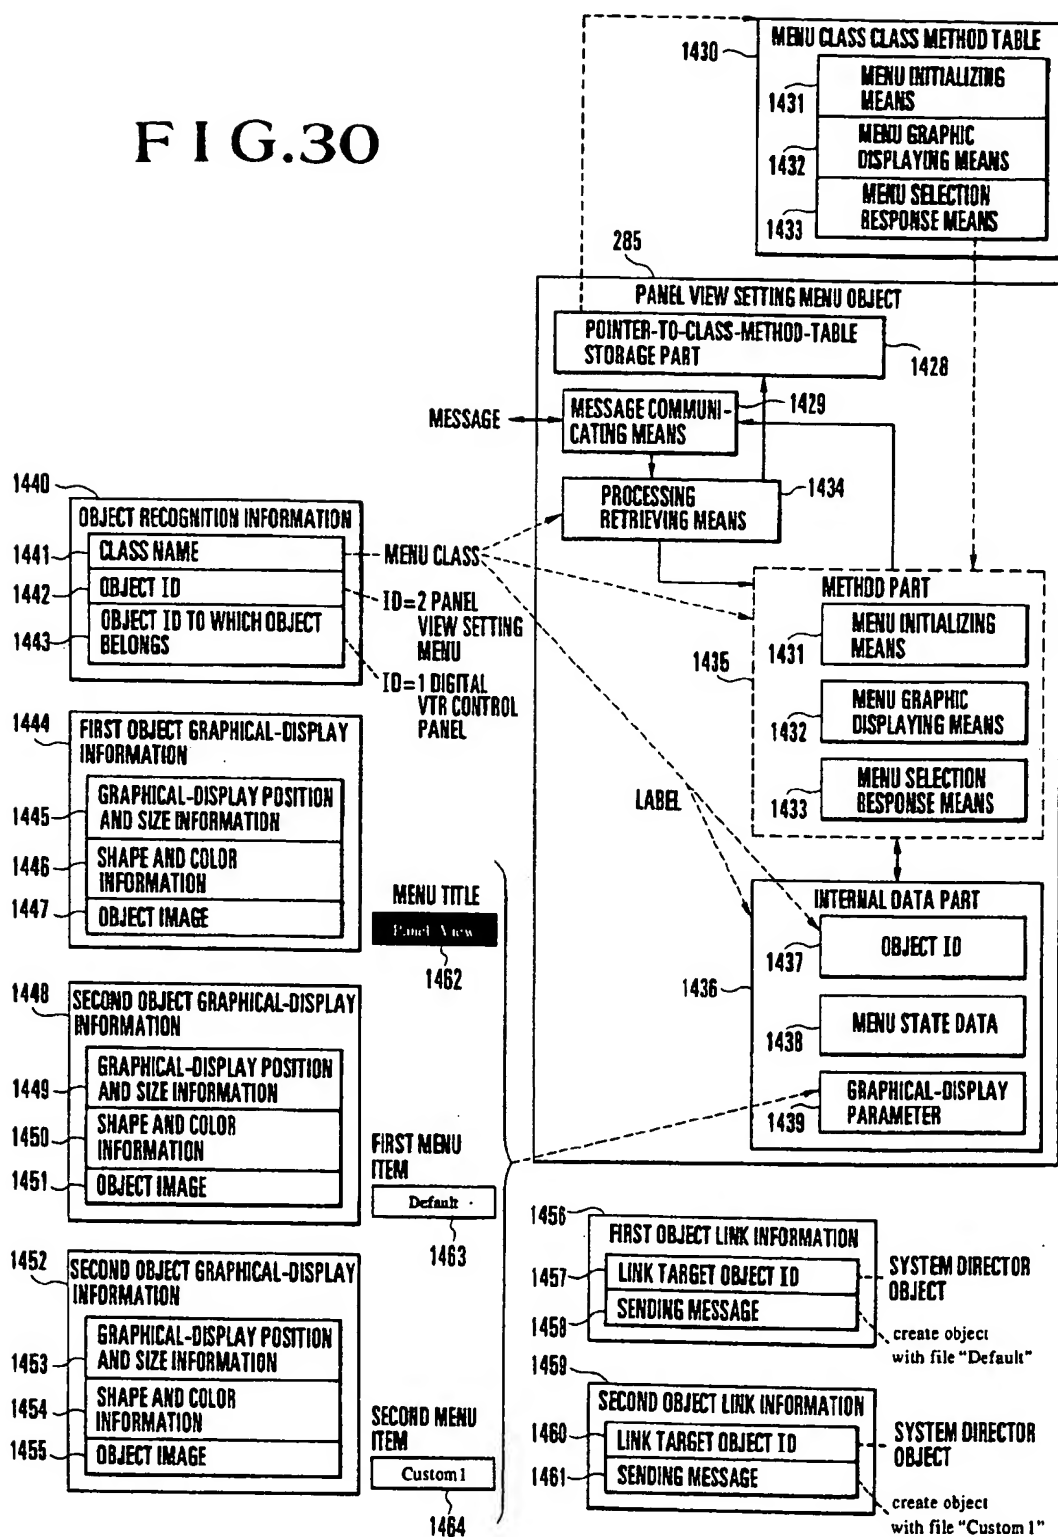 FIG.30
1430
MENU CLASS CLASS METHOD TABLE
1431
MENU INITIALIZING
MEANS
1432
MENU GRAPHIC
DISPLAYING MEANS
1433
MENU SELECTION
RESPONSE MEANS
285
PANEL VIEW SETTING MENU OBJECT
POINTER-TO-CLASS-METHOD-TABLE
STORAGE PART
1428
MESSAGE
MESSAGE COMMUNI-
CATING MEANS
1429
PROCESSING
RETRIEVING MEANS
1434
METHOD PART
1435
1431
MENU INITIALIZING
MEANS
1432
MENU GRAPHIC
DISPLAYING MEANS
1433
MENU SELECTION
RESPONSE MEANS
LABEL
INTERNAL DATA PART
1436
1437
OBJECT ID
1438
MENU STATE DATA
1439
GRAPHICAL-DISPLAY
PARAMETER
1440
OBJECT RECOGNITION INFORMATION
1441
CLASS NAME
MENU CLASS
1442
OBJECT ID
ID=2 PANEL
VIEW SETTING
MENU
1443
OBJECT ID TO WHICH OBJECT
BELONGS
ID=1 DIGITAL
VTR CONTROL
PANEL
1444
FIRST OBJECT GRAPHICAL-DISPLAY
INFORMATION
1445
GRAPHICAL-DISPLAY POSITION
AND SIZE INFORMATION
1446
SHAPE AND COLOR
INFORMATION
1447
OBJECT IMAGE
MENU TITLE
Panel View
1462
1448
SECOND OBJECT GRAPHICAL-DISPLAY
INFORMATION
1449
GRAPHICAL-DISPLAY POSITION
AND SIZE INFORMATION
1450
SHAPE AND COLOR
INFORMATION
1451
OBJECT IMAGE
FIRST MENU
ITEM
Default
1463
1452
SECOND OBJECT GRAPHICAL-DISPLAY
INFORMATION
1453
GRAPHICAL-DISPLAY POSITION
AND SIZE INFORMATION
1454
SHAPE AND COLOR
INFORMATION
1455
OBJECT IMAGE
SECOND MENU
ITEM
Custom1
1464
1456
FIRST OBJECT LINK INFORMATION
1457
LINK TARGET OBJECT ID
SYSTEM DIRECTOR
OBJECT
1458
SENDING MESSAGE
create object
with file "Default"
1459
SECOND OBJECT LINK INFORMATION
1460
LINK TARGET OBJECT ID
SYSTEM DIRECTOR
OBJECT
1461
SENDING MESSAGE
create object
with file "Custom1"